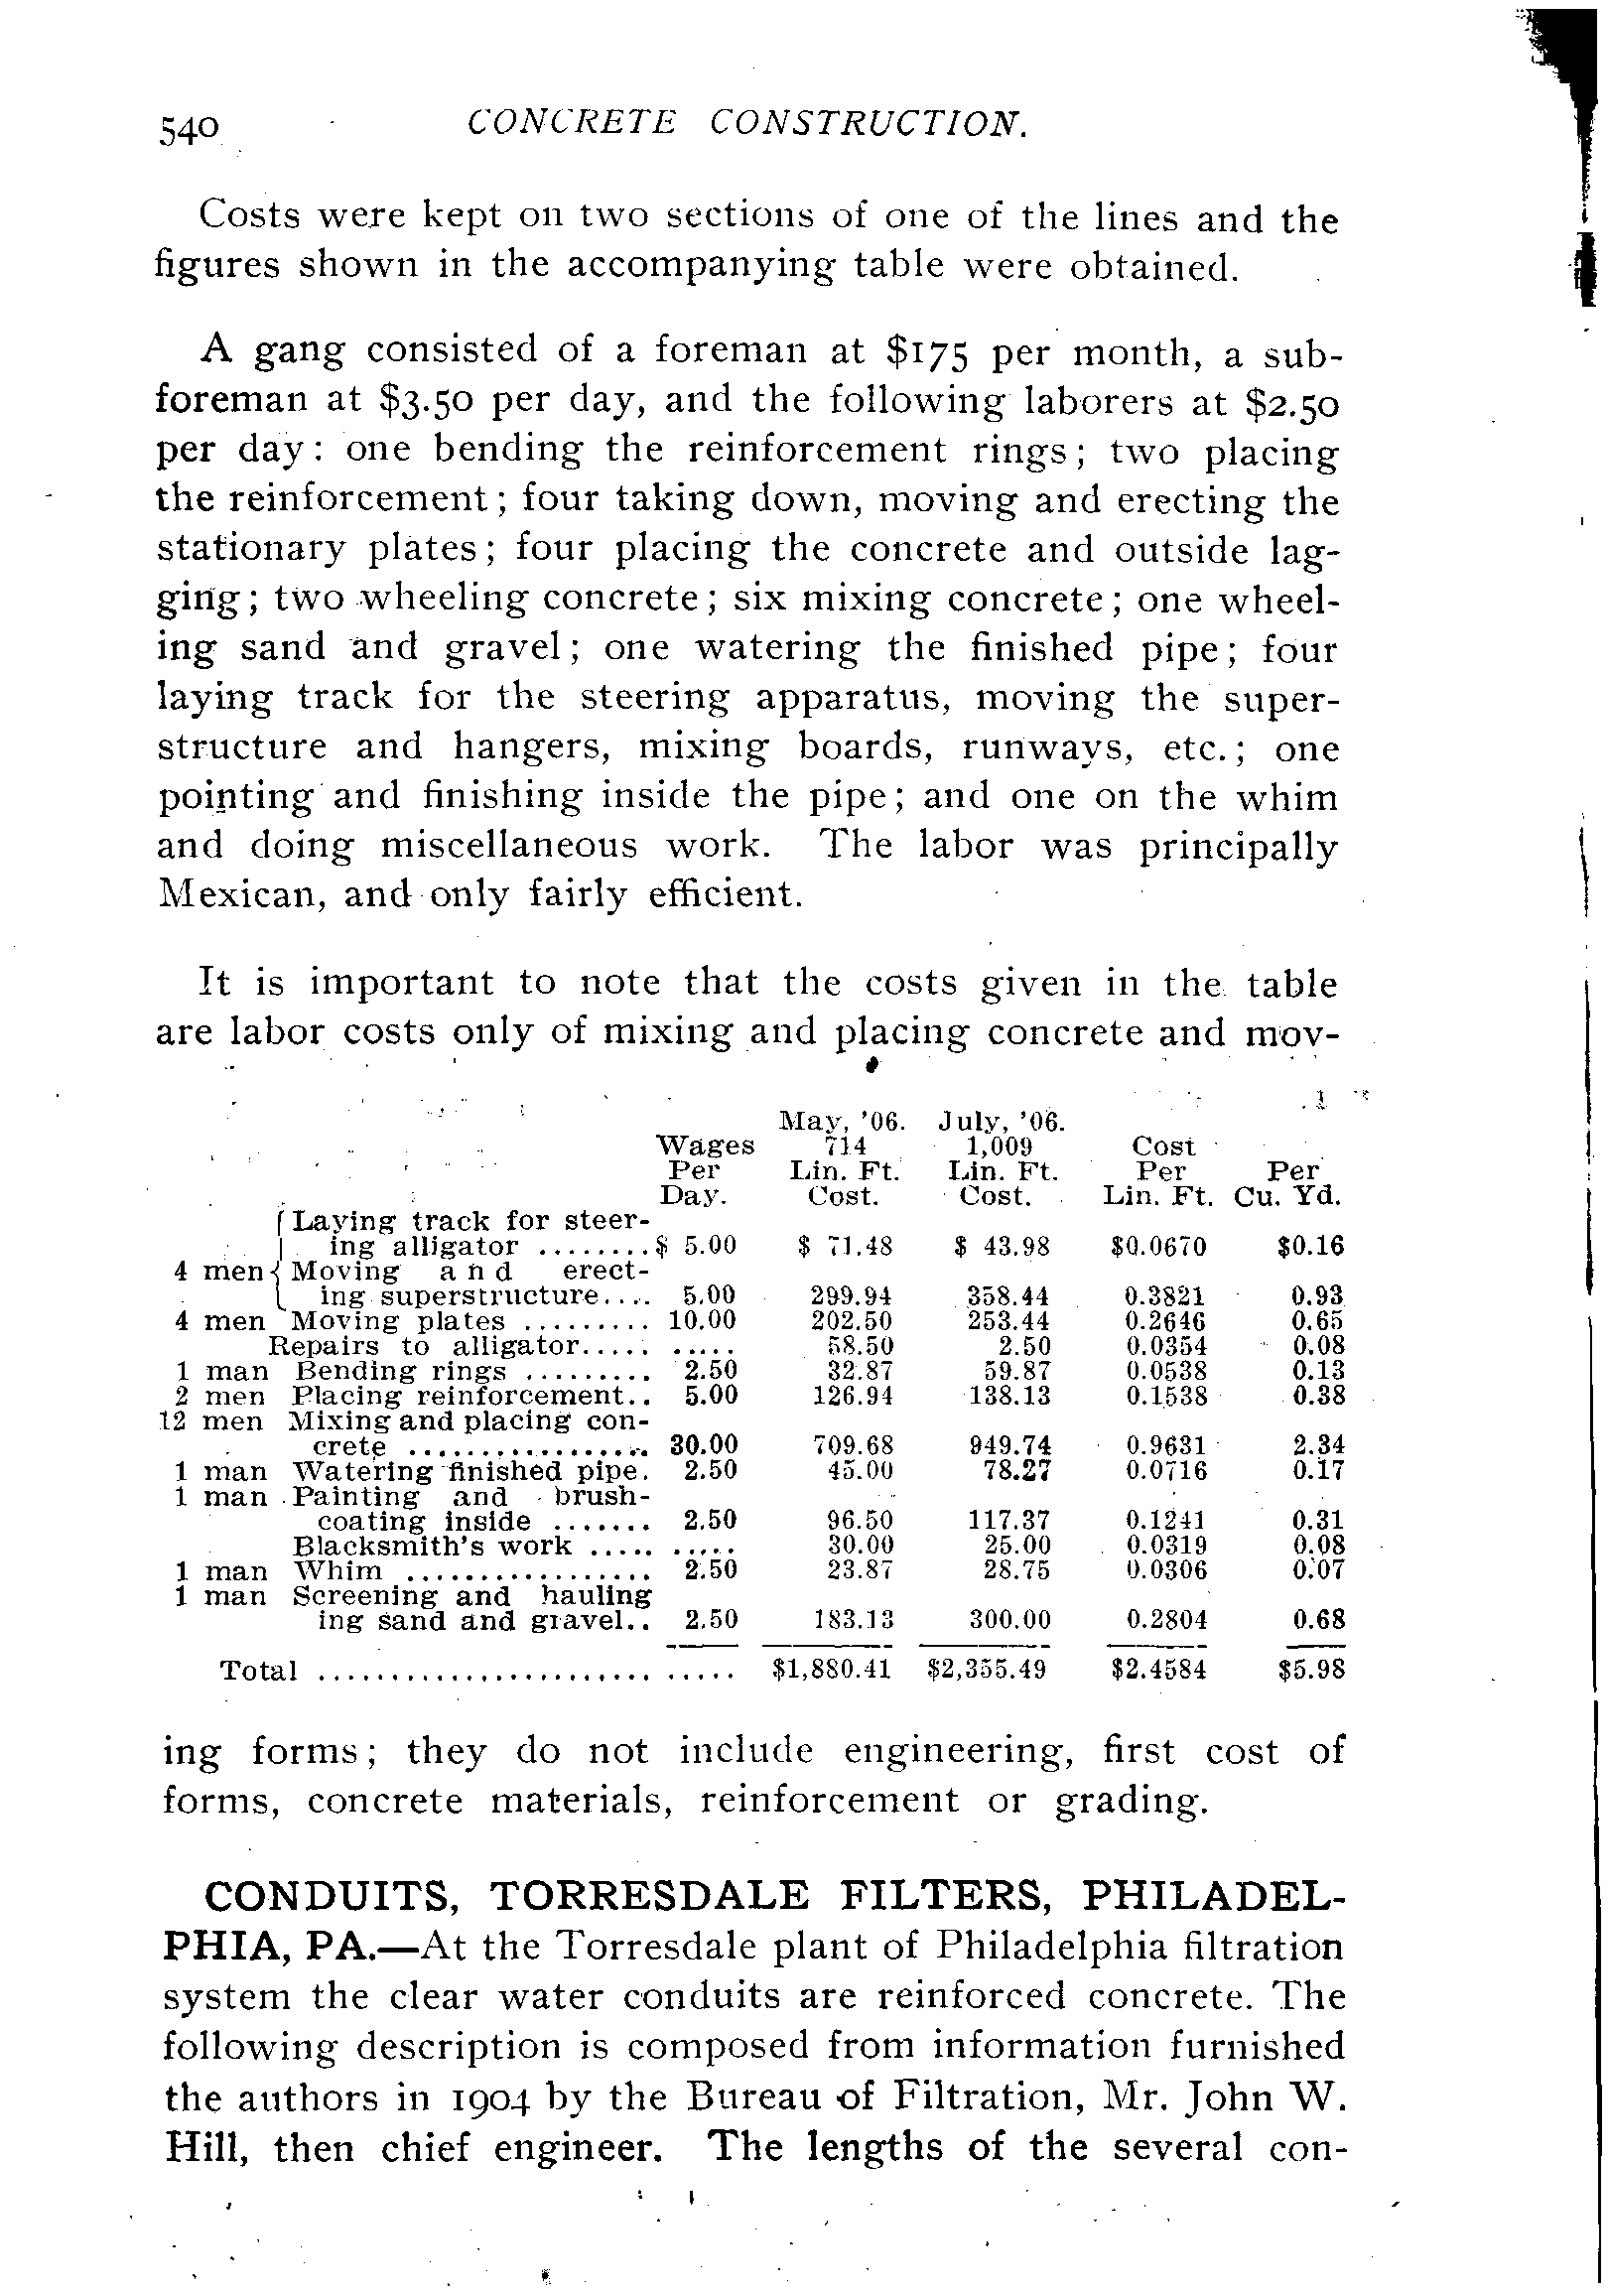 540 CONCRETE CONSTRUCTION.
Costs were kept on two sections of one of the lines and the
figures shown in the accompanying table were obtained.
A gang consisted of a foreman at $175 per month, a sub-
foreman at $3.50 per day, and the following laborers at $2.50
per day: one bending the reinforcement rings; two placing
the reinforcement; four taking down, moving and erecting the
stationary plates; four placing the concrete and outside lag-
ging; two wheeling concrete; six mixing concrete; one wheel-
ing sand and gravel; one watering the finished pipe; four
laying track for the steering apparatus, moving the super-
structure and hangers, mixing boards, runways, etc.; one
pointing and finishing inside the pipe; and one on the whim
and doing miscellaneous work. The labor was principally
Mexican, and only fairly efficient.
It is important to note that the costs given in the table
are labor costs only of mixing and placing concrete and mov-
May, '06. July, '06.
Wages 714 1,009 Cost
Per Lin. Ft. Lin. Ft. Per Per
Day. Cost. Cost. Lin. Ft. Cu. Yd.
Laying track for steer-
ing alligator ........$ 5.00 $ 71.48 $ 43.98 $0.0670 $0.16
4 men Moving and erect-
ing superstructure.... 5.00 299.94 358.44 0.3821 0.93
4 men Moving plates ......... 10.00 202.50 253.44 0.2646 0.65
Repairs to alligator..... ..... 58.50 2.50 0.0354 0.08
1 man Bending rings ......... 2.50 32.87 59.87 0.0538 0.13
2 men Placing reinforcement.. 5.00 126.94 138.13 0.1538 0.38
12 men Mixing and placing con-
crete ................. 30.00 709.68 949.74 0.9631 2.34
1 man Watering finished pipe. 2.50 45.00 78.27 0.0716 0.17
1 man Painting and brush-
coating inside ....... 2.50 96.50 117.37 0.1241 0.31
Blacksmith's work ..... ..... 30.00 25.00 0.0319 0.08
1 man Whim ................. 2.50 23.87 28.75 0.0306 0.07
1 man Screening and hauling
ing sand and gravel.. 2.50 183.13 300.00 0.2804 0.68
Total ....................... ..... $1,880.41 $2,355.49 $2.4584 $5.98
ing forms; they do not include engineering, first cost of
forms, concrete materials, reinforcement or grading.
CONDUITS, TORRESDALE FILTERS, PHILADEL-
PHIA, PA.—At the Torresdale plant of Philadelphia filtration
system the clear water conduits are reinforced concrete. The
following description is composed from information furnished
the authors in 1904 by the Bureau of Filtration, Mr. John W.
Hill, then chief engineer. The lengths of the several con-